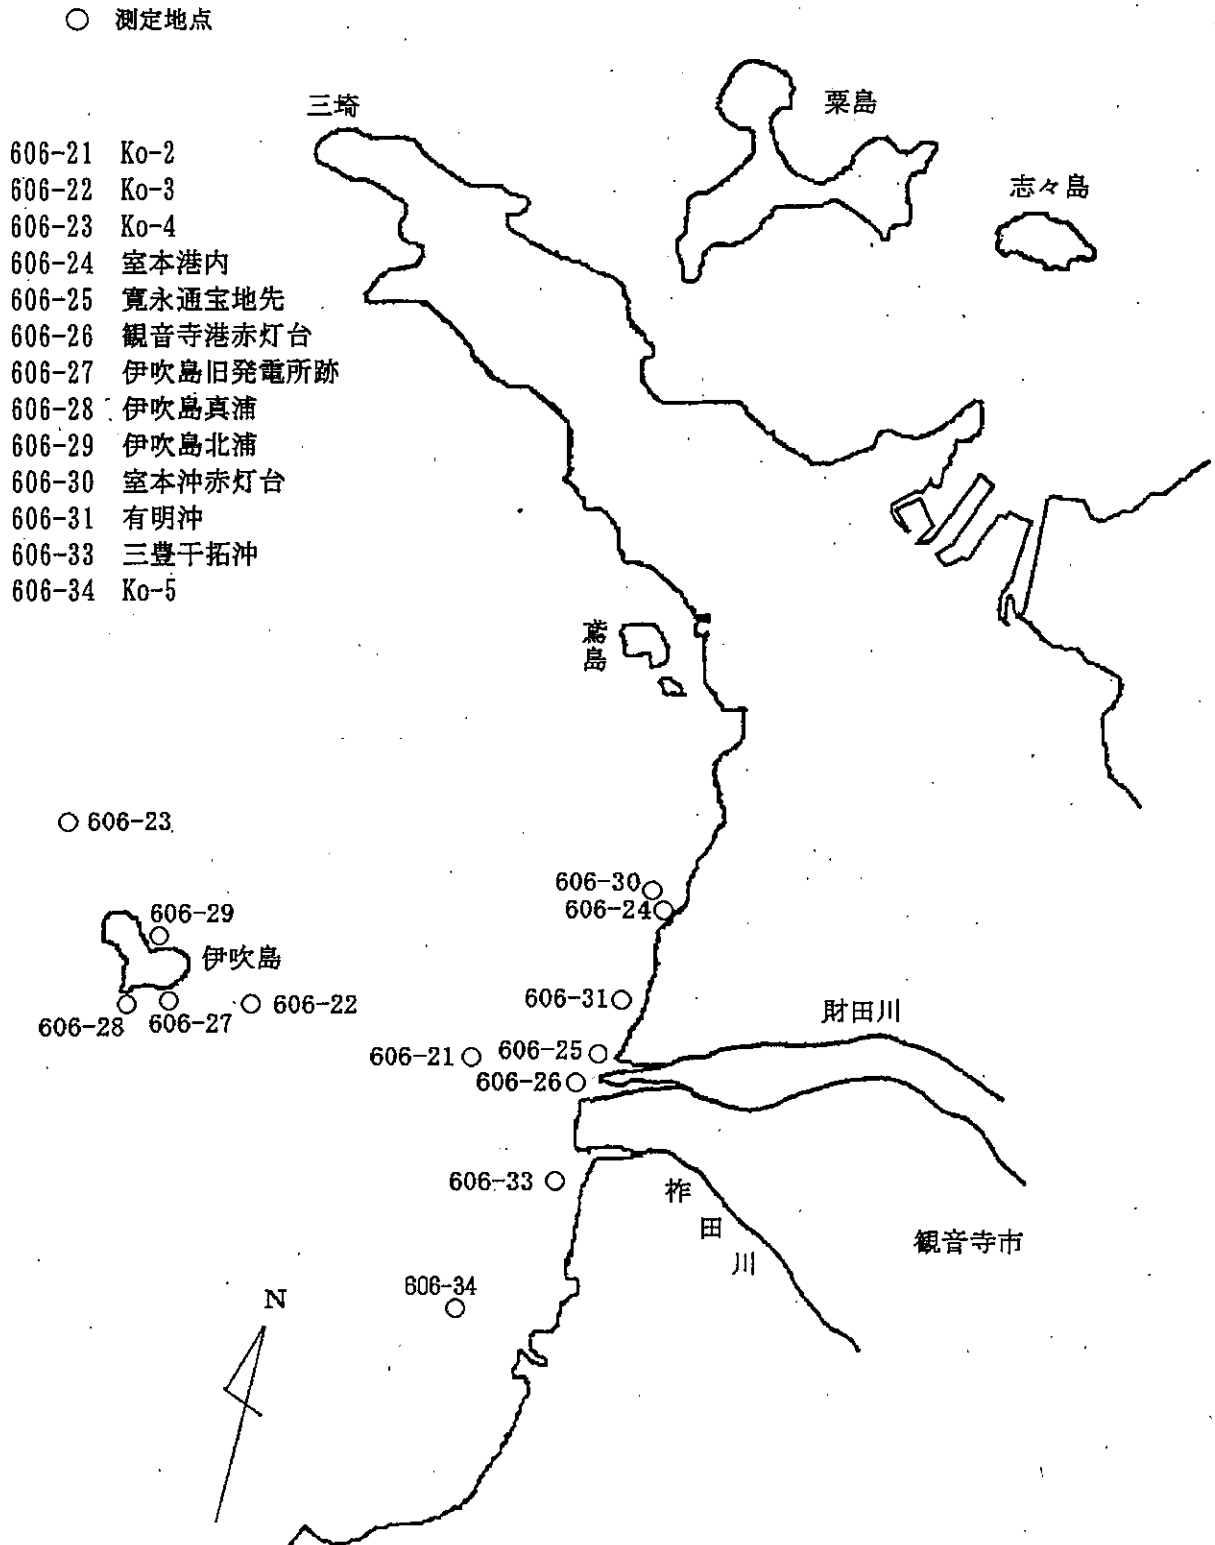 ○ 測定地点
三埼
粟島
志々島
606-21 Ko-2
606-22 Ko-3
606-23 Ko-4
606-24 室本港内
606-25 寛永通宝地先
606-26 観音寺港赤灯台
606-27 伊吹島旧発電所跡
606-28 伊吹島真浦
606-29 伊吹島北浦
606-30 室本沖赤灯台
606-31 有明沖
606-33 三豊干拓沖
606-34 Ko-5
鳶島
606-23
606-30
606-24
606-29
伊吹島
606-28
606-27
606-22
606-31
財田川
606-21
606-25
606-26
606-33
柞田川
観音寺市
606-34
N